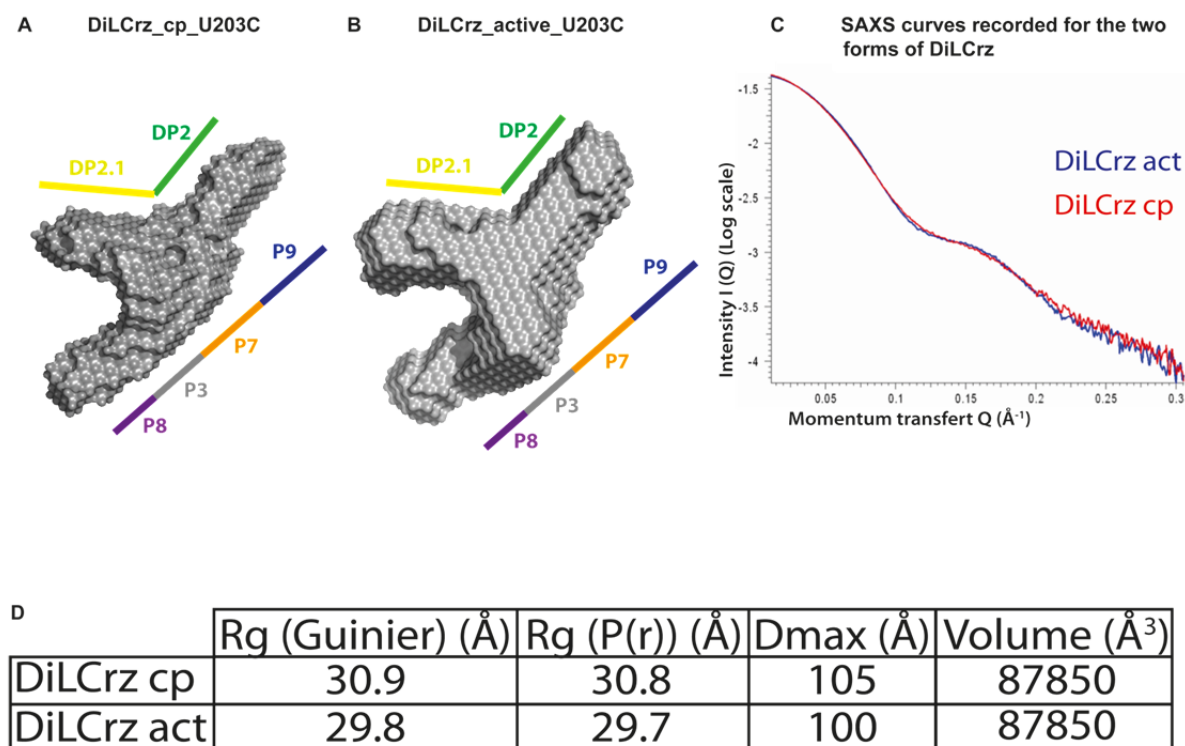 A DiLCrz_cp_U203C
B DiLCrz_active_U203C
C SAXS curves recorded for the two
forms of DiLCrz
DP2
DP2.1
P9
P7
P3
P8
DP2
DP2.1
P9
P7
P3
P8
Intensity I (Q) (Log scale)
-1.5
-2
-2.5
-3
-3.5
-4
DiLCrz act
DiLCrz cp
0.05 0.1 0.15 0.2 0.25 0.3
Momentum transfert Q (Å-1)
D
Rg (Guinier) (Å) Rg (P(r)) (Å) Dmax (Å) Volume (Å3)
DiLCrz cp 30.9 30.8 105 87850
DiLCrz act 29.8 29.7 100 87850